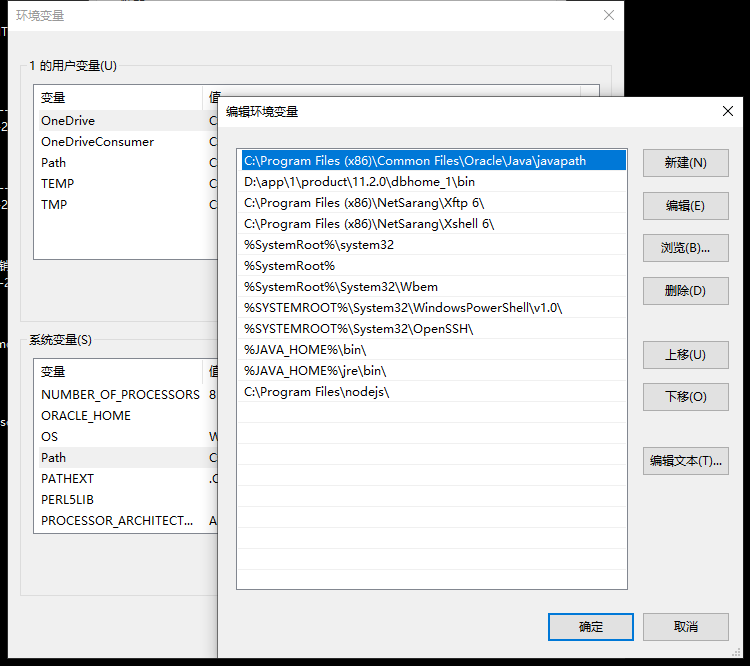 环境变量
1 的用户变量(U)
变量
值
OneDrive
C
OneDriveConsumer
C
Path
C
TEMP
C
TMP
C
系统变量(S)
变量
值
NUMBER_OF_PROCESSORS
8
ORACLE_HOME
OS
W
Path
C
PATHEXT
.C
PERL5LIB
PROCESSOR_ARCHITECT...
A
编辑环境变量
C:\Program Files (x86)\Common Files\Oracle\Java\javapath
D:\app\1\product\11.2.0\dbhome_1\bin
C:\Program Files (x86)\NetSarang\Xftp 6\
C:\Program Files (x86)\NetSarang\Xshell 6\
%SystemRoot%\system32
%SystemRoot%
%SystemRoot%\System32\Wbem
%SYSTEMROOT%\System32\WindowsPowerShell\v1.0\
%SYSTEMROOT%\System32\OpenSSH\
%JAVA_HOME%\bin\
%JAVA_HOME%\jre\bin\
C:\Program Files\nodejs\
新建(N)
编辑(E)
浏览(B)...
删除(D)
上移(U)
下移(O)
编辑文本(T)...
确定
取消